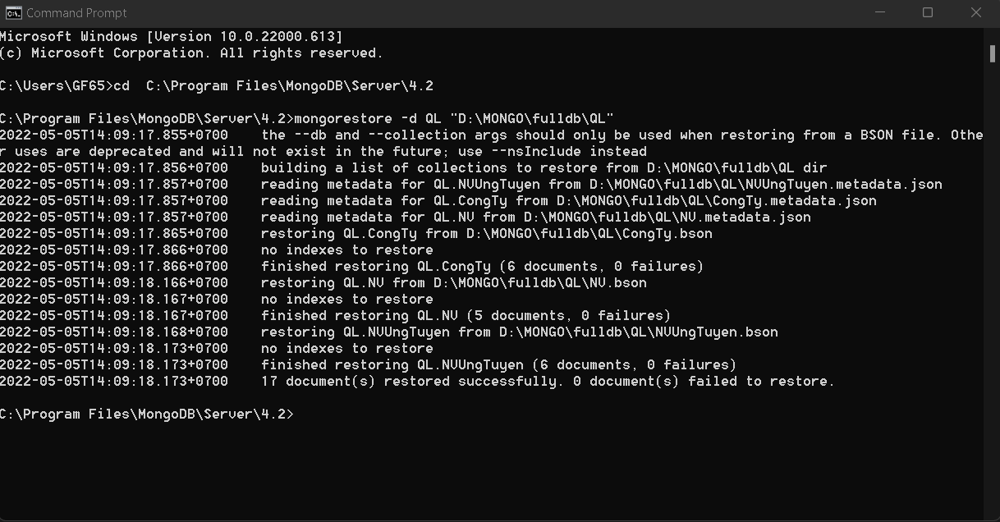 Command Prompt
Microsoft Windows [Version 10.0.22000.613]
(c) Microsoft Corporation. All rights reserved.
C:\Users\GF65>cd  C:\Program Files\MongoDB\Server\4.2
C:\Program Files\MongoDB\Server\4.2>mongorestore -d QL "D:\MONGO\fulldb\QL"
2022-05-05T14:09:17.855+0700    the --db and --collection args should only be used when restoring from a BSON file. Othe
r uses are deprecated and will not exist in the future; use --nsInclude instead
2022-05-05T14:09:17.856+0700    building a list of collections to restore from D:\MONGO\fulldb\QL dir
2022-05-05T14:09:17.857+0700    reading metadata for QL.NVUngTuyen from D:\MONGO\fulldb\QL\NVUngTuyen.metadata.json
2022-05-05T14:09:17.857+0700    reading metadata for QL.CongTy from D:\MONGO\fulldb\QL\CongTy.metadata.json
2022-05-05T14:09:17.857+0700    reading metadata for QL.NV from D:\MONGO\fulldb\QL\NV.metadata.json
2022-05-05T14:09:17.865+0700    restoring QL.CongTy from D:\MONGO\fulldb\QL\CongTy.bson
2022-05-05T14:09:17.866+0700    no indexes to restore
2022-05-05T14:09:17.866+0700    finished restoring QL.CongTy (6 documents, 0 failures)
2022-05-05T14:09:18.166+0700    restoring QL.NV from D:\MONGO\fulldb\QL\NV.bson
2022-05-05T14:09:18.167+0700    no indexes to restore
2022-05-05T14:09:18.167+0700    finished restoring QL.NV (5 documents, 0 failures)
2022-05-05T14:09:18.168+0700    restoring QL.NVUngTuyen from D:\MONGO\fulldb\QL\NVUngTuyen.bson
2022-05-05T14:09:18.173+0700    no indexes to restore
2022-05-05T14:09:18.173+0700    finished restoring QL.NVUngTuyen (6 documents, 0 failures)
2022-05-05T14:09:18.173+0700    17 document(s) restored successfully. 0 document(s) failed to restore.
C:\Program Files\MongoDB\Server\4.2>